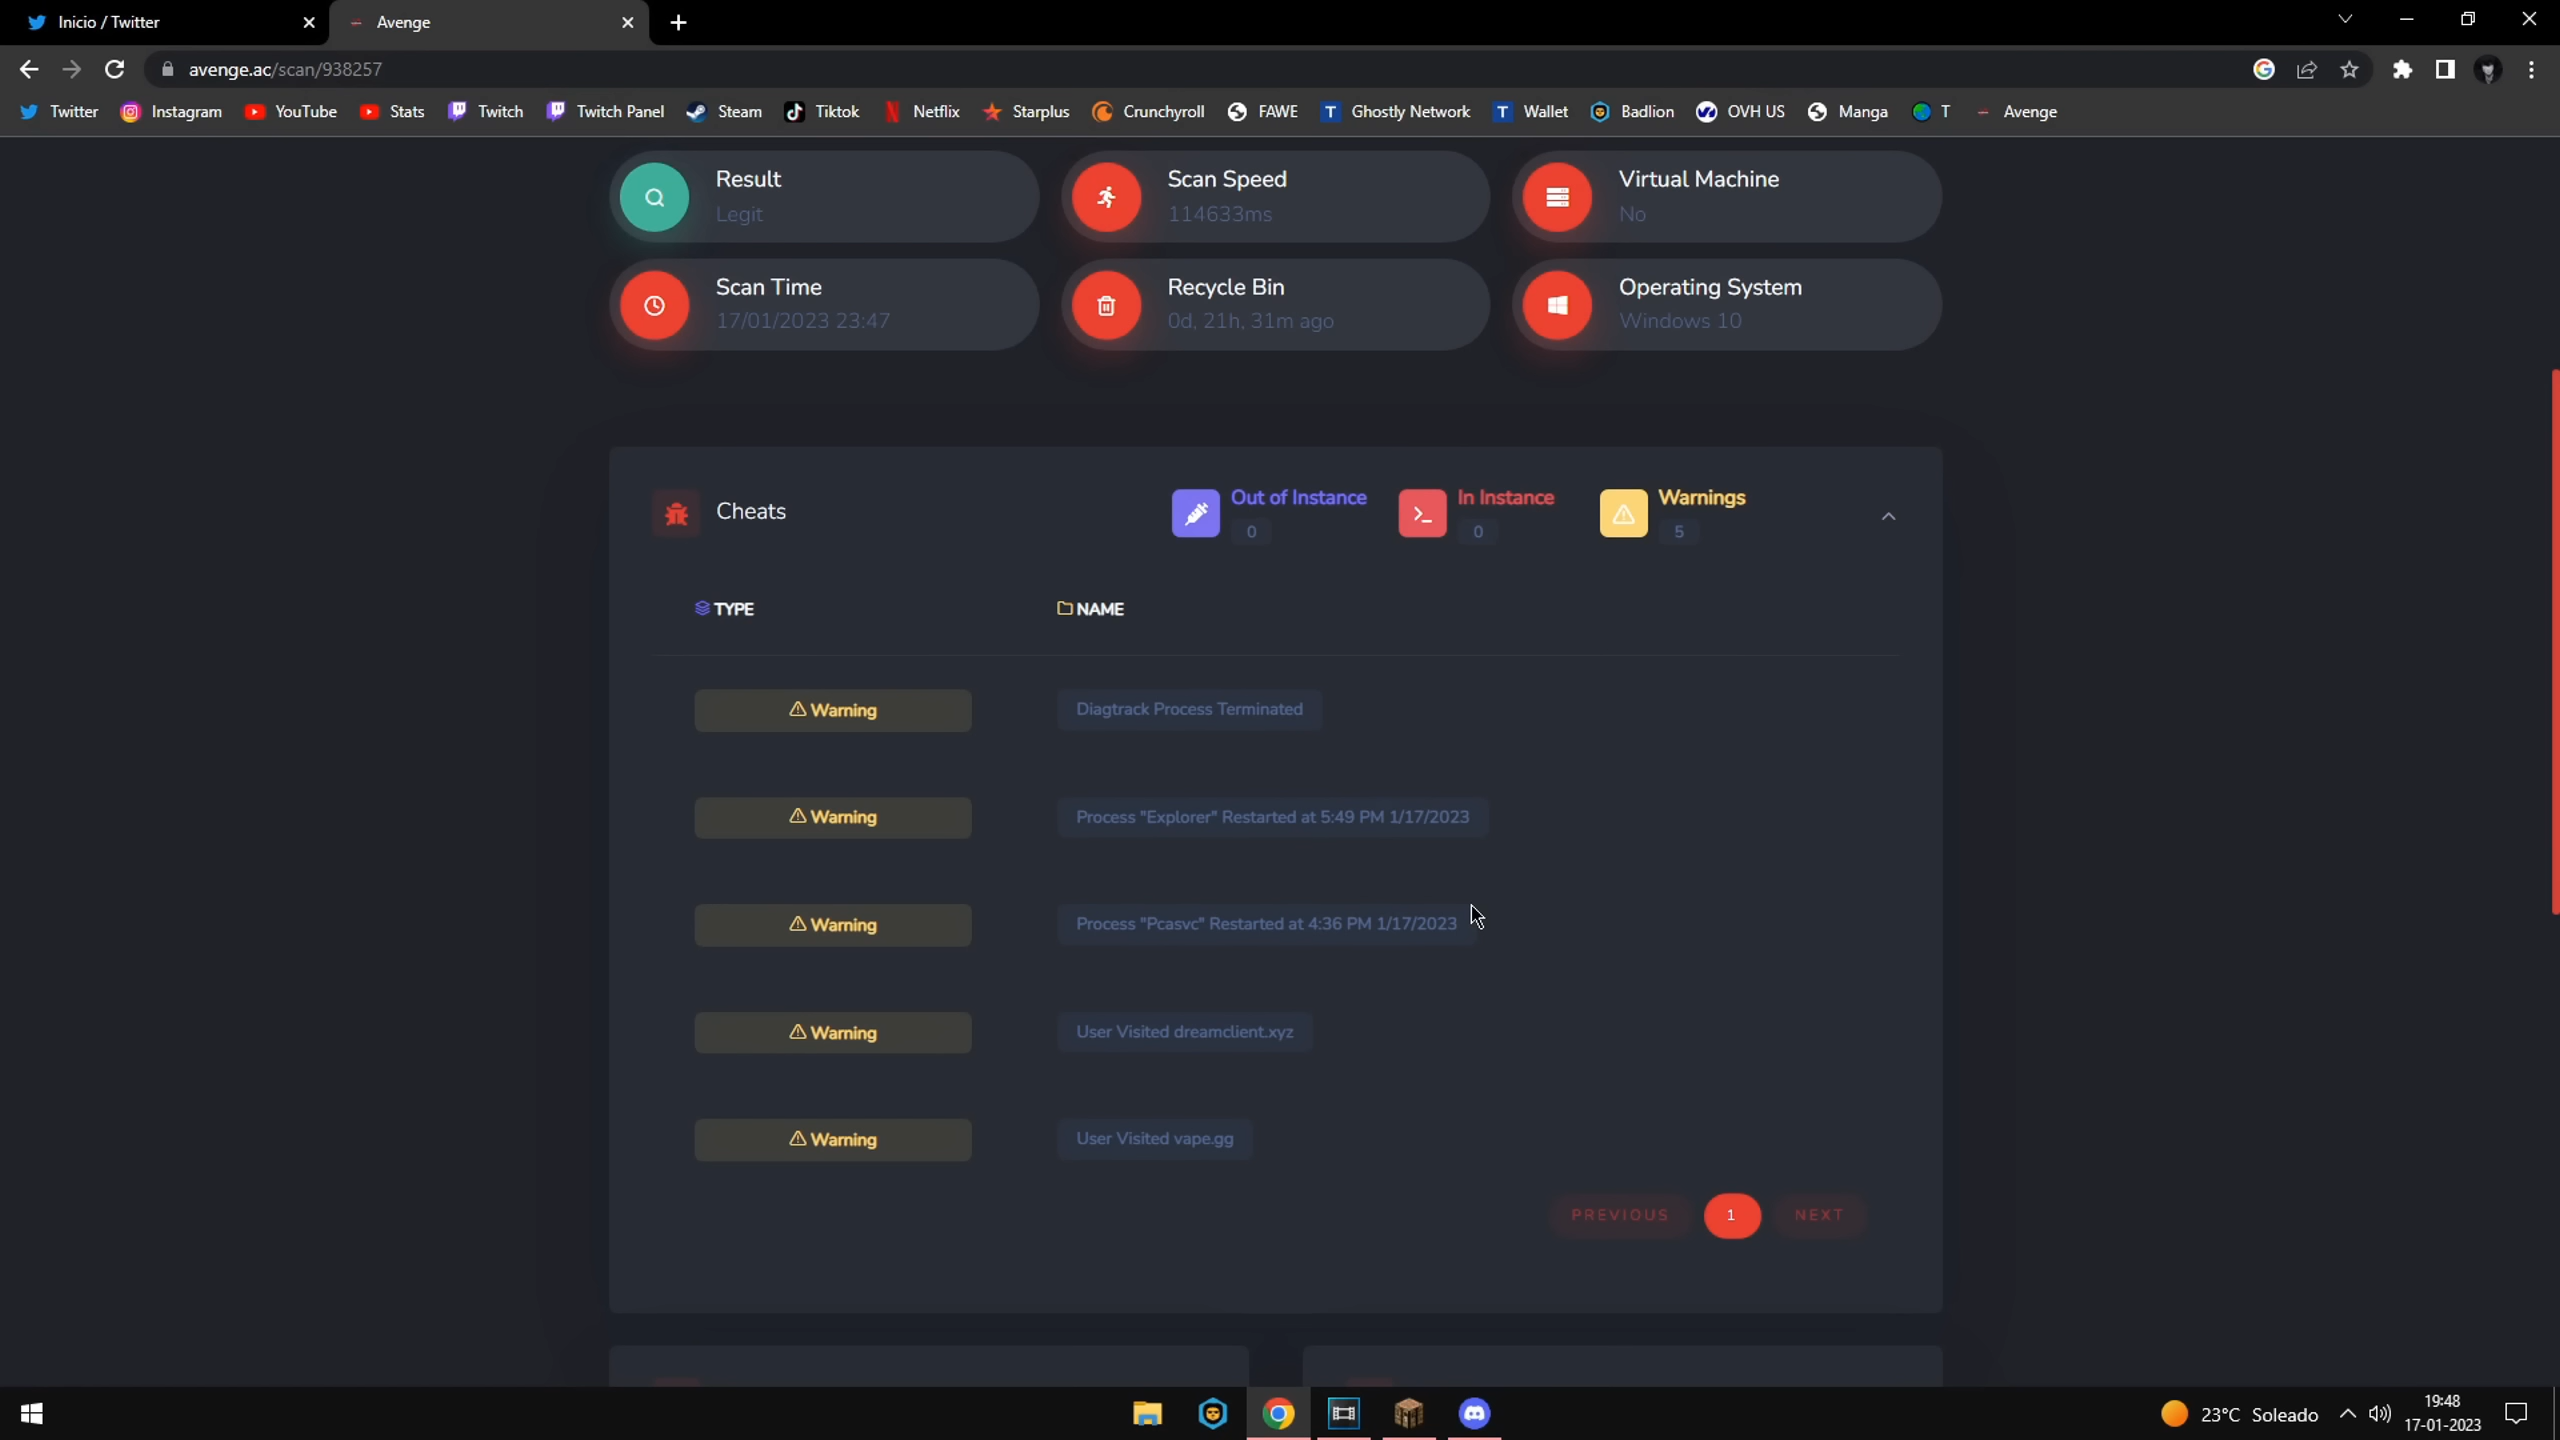 Inicio / Twitter
Avenge
avenge.ac/scan/938257
Twitter Instagram YouTube Stats Twitch Twitch Panel Steam Tiktok Netflix Starplus Crunchyroll FAWE Ghostly Network Wallet Badlion OVH US Manga T Avenge
Result
Legit
Scan Speed
114633ms
Virtual Machine
No
Scan Time
17/01/2023 23:47
Recycle Bin
0d, 21h, 31m ago
Operating System
Windows 10
Cheats
Out of Instance
0
In Instance
0
Warnings
5
TYPE NAME
Warning Diagtrack Process Terminated
Warning Process "Explorer" Restarted at 5:49 PM 1/17/2023
Warning Process "Pcasvc" Restarted at 4:36 PM 1/17/2023
Warning User Visited dreamclient.xyz
Warning User Visited vape.gg
PREVIOUS 1 NEXT
23°C Soleado
19:48
17-01-2023